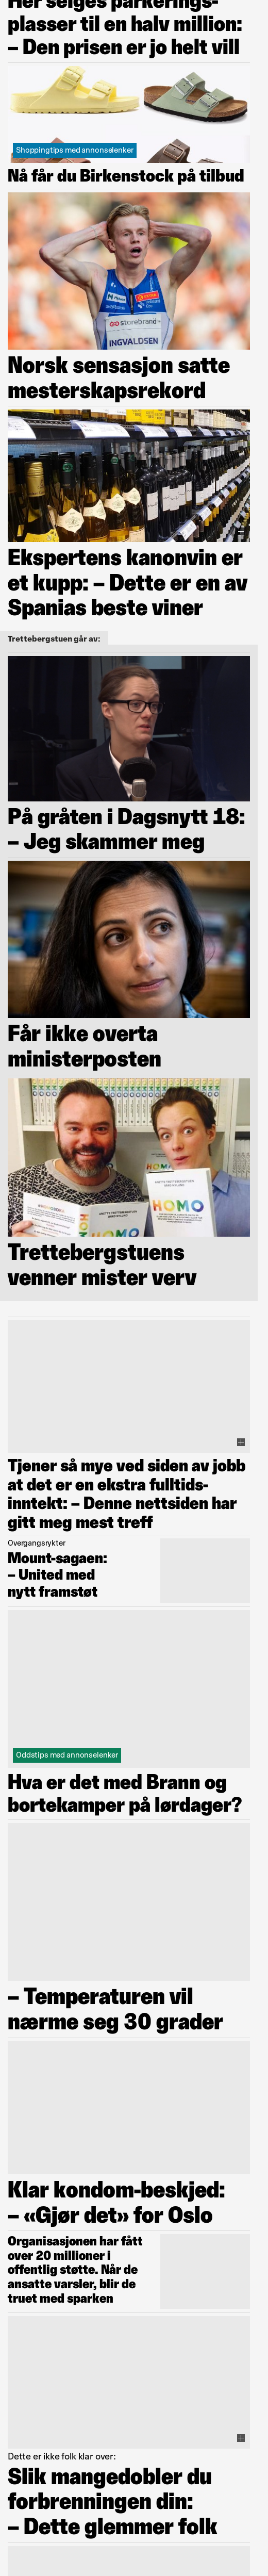 Her selges parkerings-
plasser til en halv million:
– Den prisen er jo helt vill
Shoppingtips med annonselenker
Nå får du Birkenstock på tilbud
storebrand
INGVALDSEN
Norsk sensasjon satte
mesterskapsrekord
Ekspertens kanonvin er
et kupp: – Dette er en av
Spanias beste viner
Trettebergstuen går av:
På gråten i Dagsnytt 18:
– Jeg skammer meg
Får ikke overta
ministerposten
HOMO
HOMO
Trettebergstuens
venner mister verv
Tjener så mye ved siden av jobb
at det er en ekstra fulltids-
inntekt: – Denne nettsiden har
gitt meg mest treff
Overgangsrykter
Mount-sagaen:
– United med
nytt framstøt
Oddstips med annonselenker
Hva er det med Brann og
bortekamper på lørdager?
– Temperaturen vil
nærme seg 30 grader
Klar kondom-beskjed:
– «Gjør det» for Oslo
Organisasjonen har fått
over 20 millioner i
offentlig støtte. Når de
ansatte varsler, blir de
truet med sparken
Dette er ikke folk klar over:
Slik mangedobler du
forbrenningen din:
– Dette glemmer folk